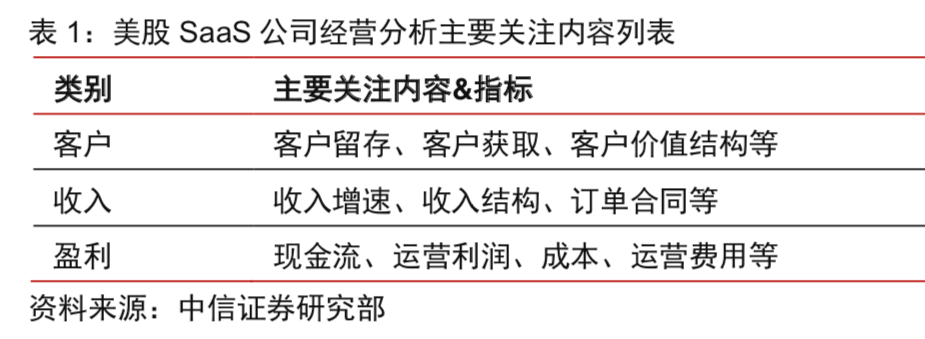 表 1：美股 SaaS 公司经营分析主要关注内容列表
类别 主要关注内容&指标
客户 客户留存、客户获取、客户价值结构等
收入 收入增速、收入结构、订单合同等
盈利 现金流、运营利润、成本、运营费用等
资料来源：中信证券研究部